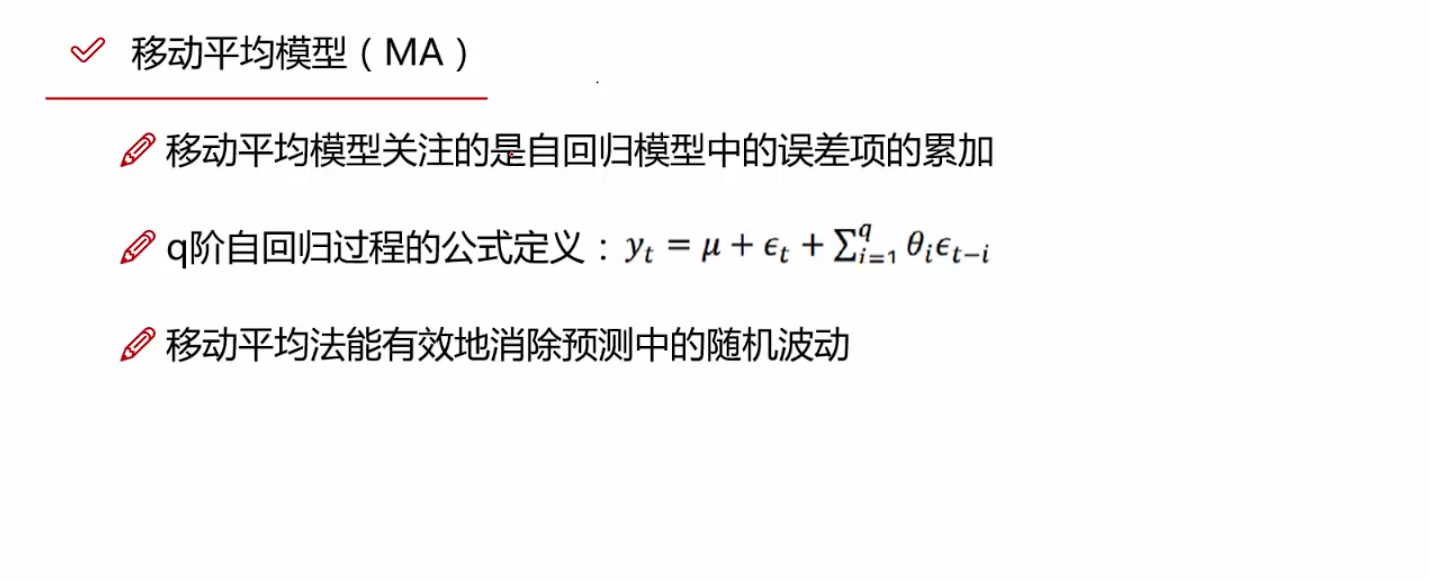 移动平均模型（MA）
移动平均模型关注的是自回归模型中的误差项的累加
q阶自回归过程的公式定义：$y_t = \mu + \epsilon_t + \sum_{i=1}^{q} \theta_i \epsilon_{t-i}$
移动平均法能有效地消除预测中的随机波动